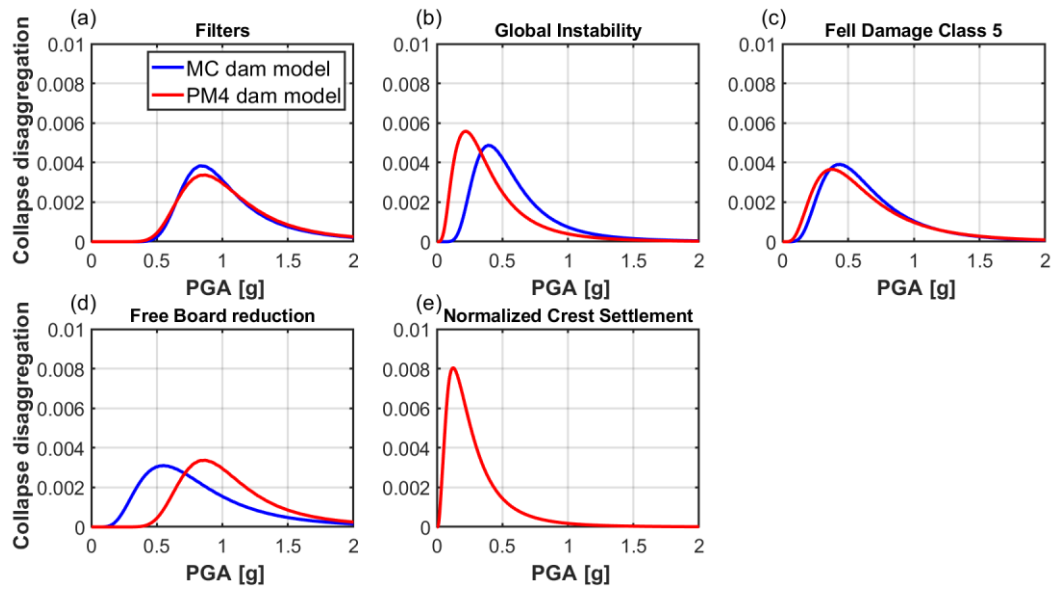 (a) Filters
Collapse disaggregation
0.01
0.008
0.006
0.004
0.002
0
MC dam model
PM4 dam model
0 0.5 1 1.5 2
PGA [g]
(b) Global Instability
0.01
0.008
0.006
0.004
0.002
0
0 0.5 1 1.5 2
PGA [g]
(c) Fell Damage Class 5
0.01
0.008
0.006
0.004
0.002
0
0 0.5 1 1.5 2
PGA [g]
(d) Free Board reduction
Collapse disaggregation
0.01
0.008
0.006
0.004
0.002
0
0 0.5 1 1.5 2
PGA [g]
(e) Normalized Crest Settlement
0.01
0.008
0.006
0.004
0.002
0
0 0.5 1 1.5 2
PGA [g]